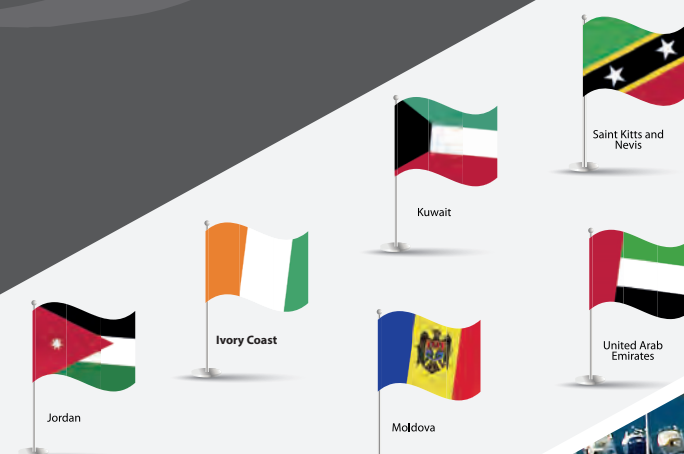 Saint Kitts and
Nevis
Kuwait
Ivory Coast
United Arab
Emirates
Jordan
Moldova